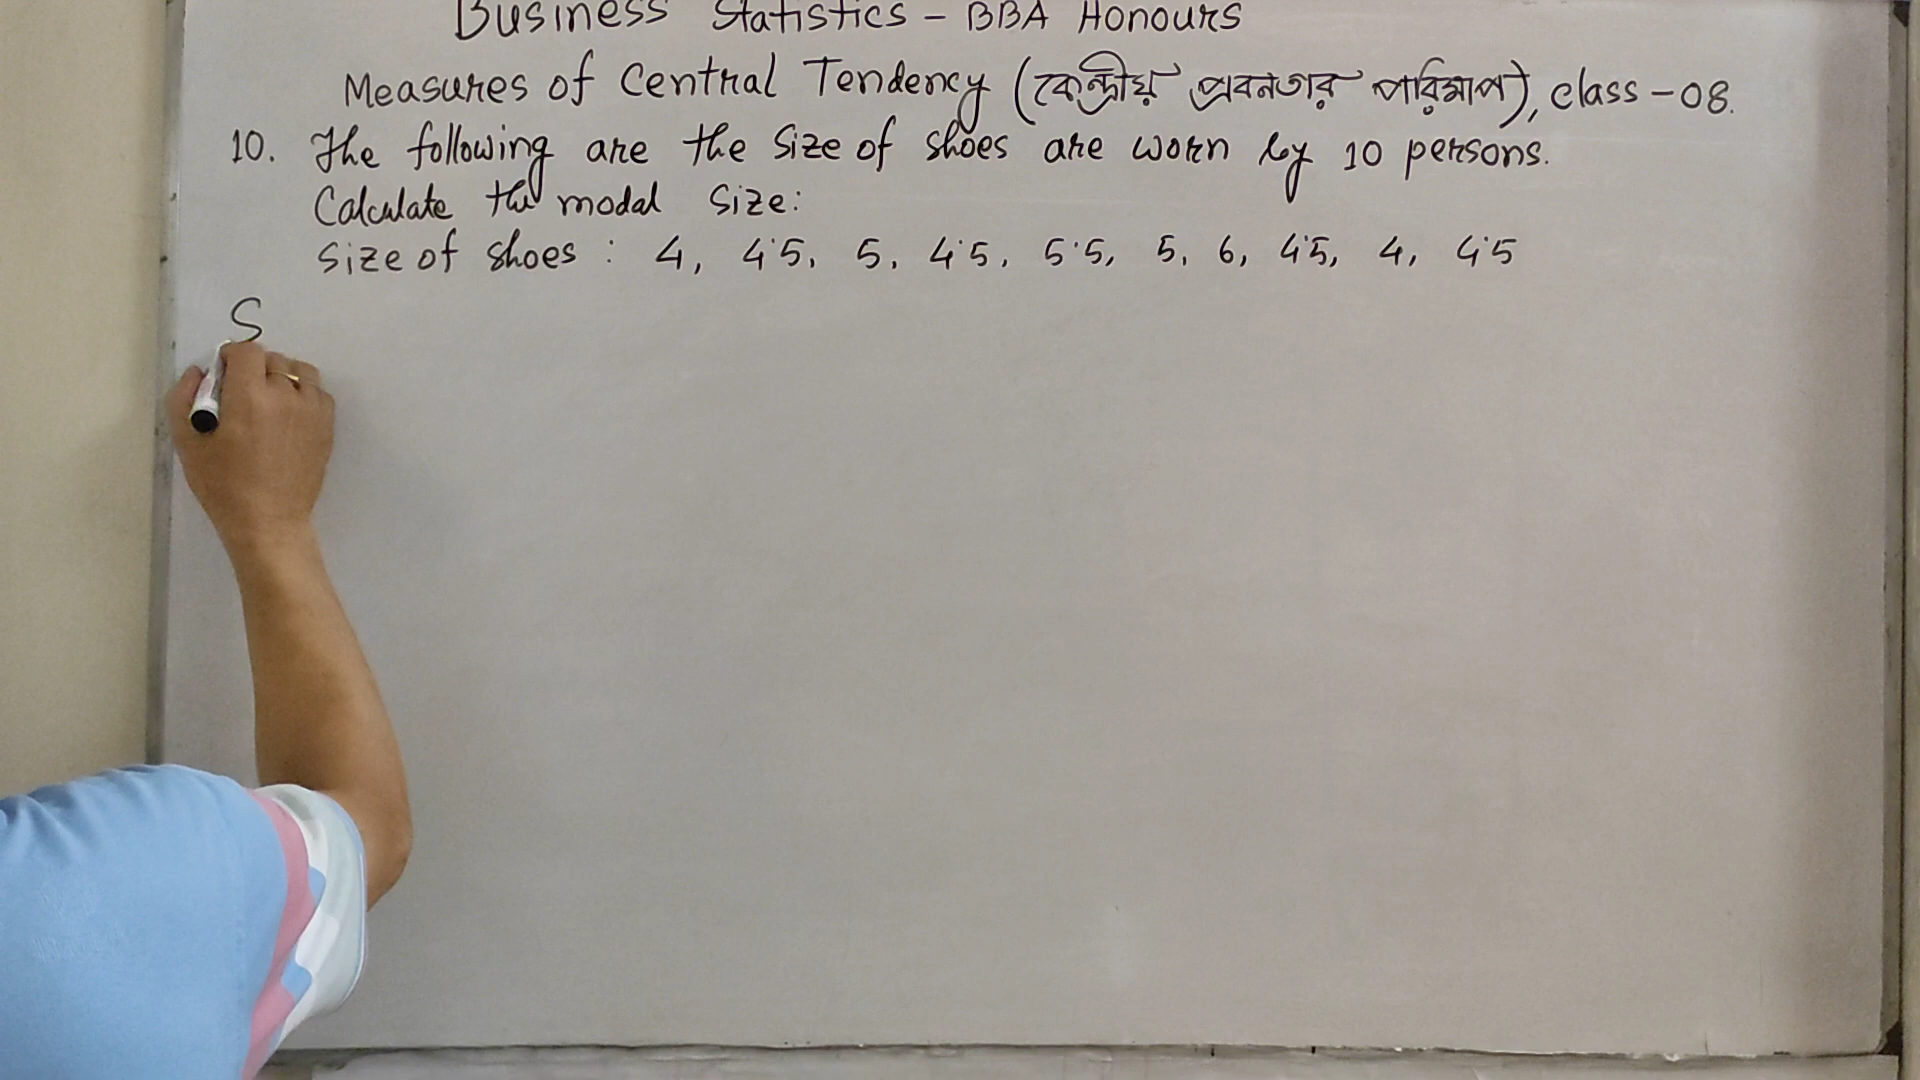 Business Statistics - BBA Honours
Measures of Central Tendency (কেন্দ্রীয় প্রবনতার পরিমাপ), class - 08.
10. The following are the size of shoes are worn by 10 persons.
Calculate the modal size:
Size of shoes : 4, 4.5, 5, 4.5, 5.5, 5, 6, 4.5, 4, 4.5
S